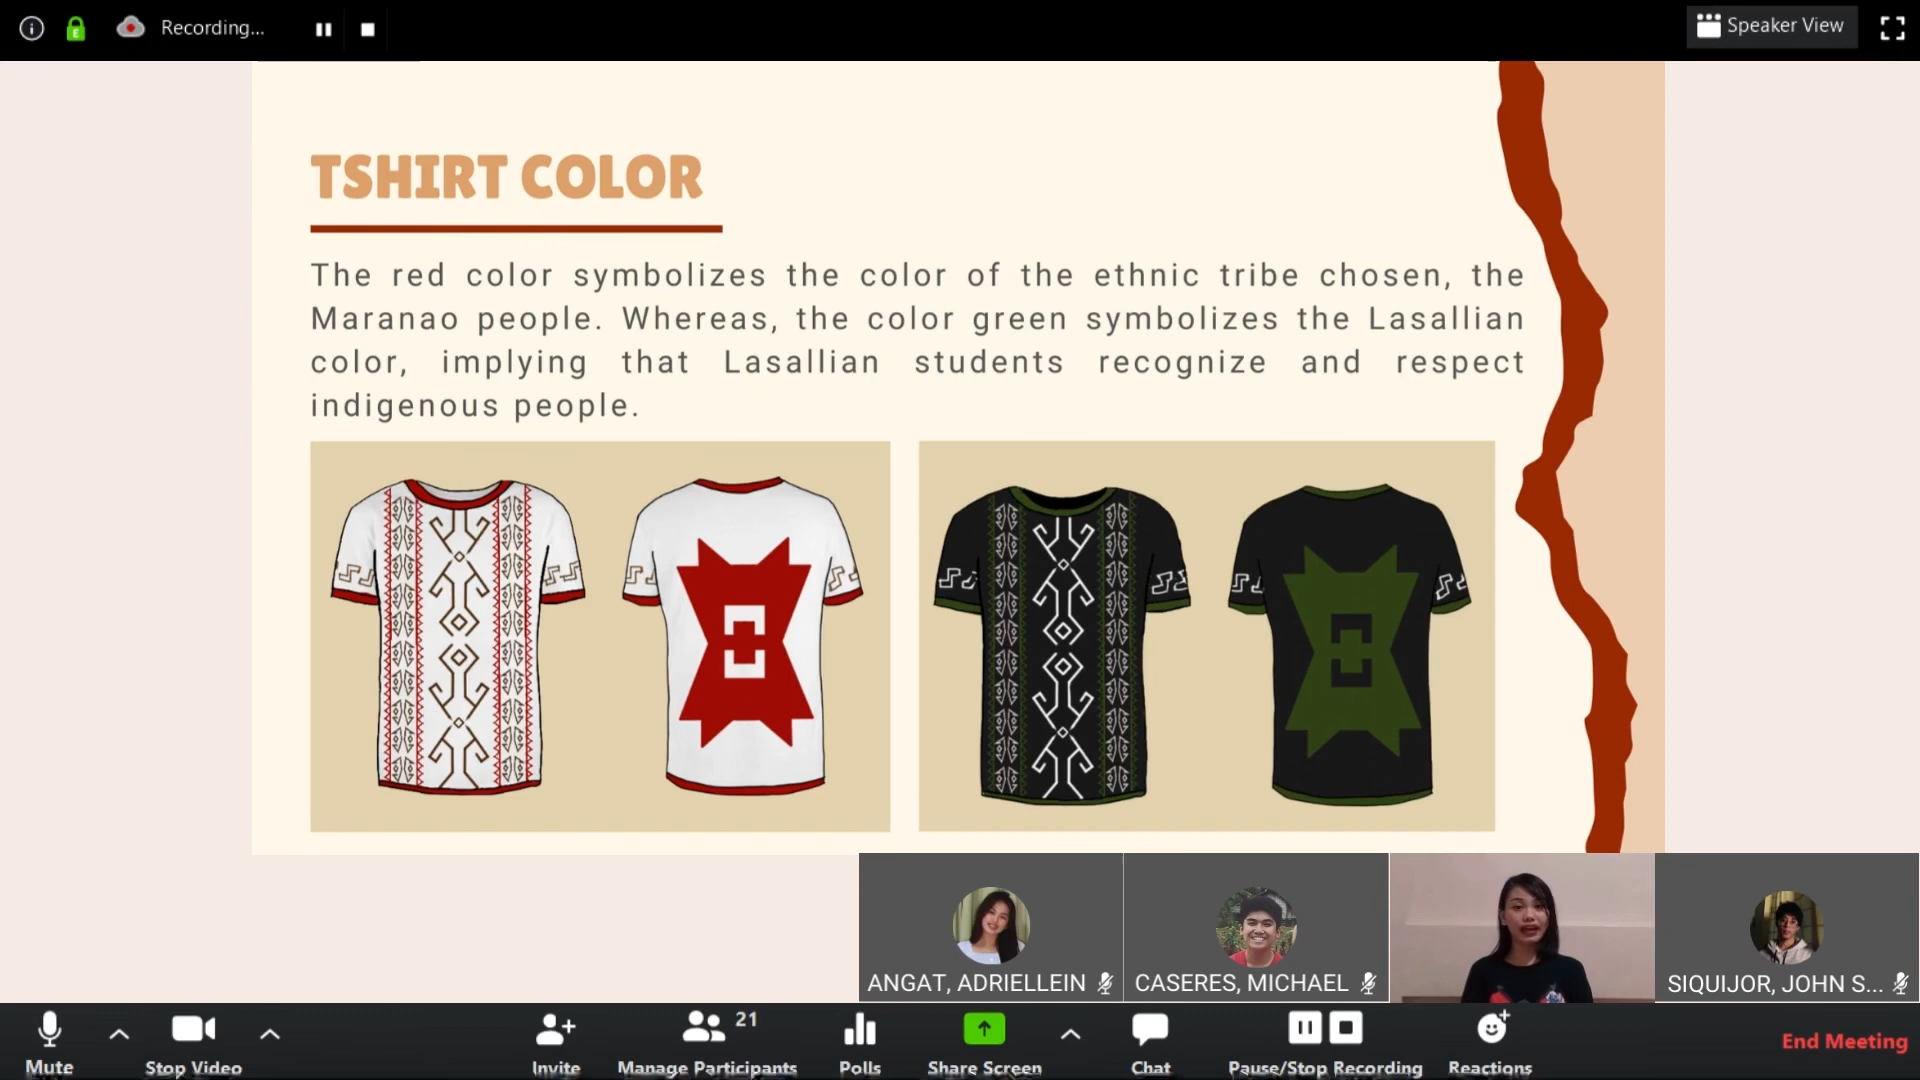 Recording...
Speaker View
TSHIRT COLOR
The red color symbolizes the color of the ethnic tribe chosen, the
Maranao people. Whereas, the color green symbolizes the Lasallian
color, implying that Lasallian students recognize and respect
indigenous people.
ANGAT, ADRIELLEIN
CASERES, MICHAEL
SIQUIJOR, JOHN S...
21
Mute
Stop Video
Invite
Manage Participants
Polls
Share Screen
Chat
Pause/Stop Recording
Reactions
End Meeting